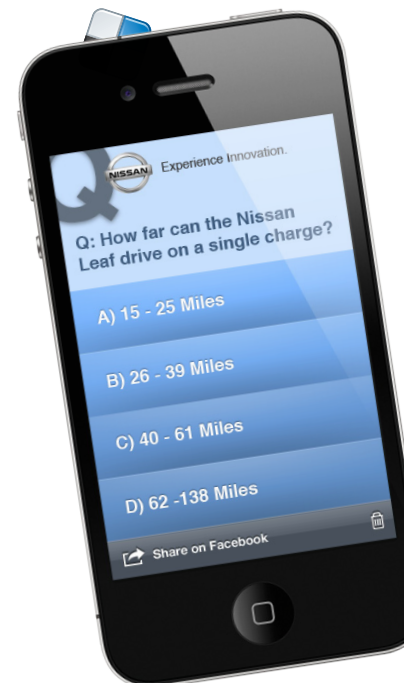 Q
NISSAN
Experience Innovation.
Q: How far can the Nissan
Leaf drive on a single charge?
A) 15 - 25 Miles
B) 26 - 39 Miles
C) 40 - 61 Miles
D) 62 -138 Miles
Share on Facebook